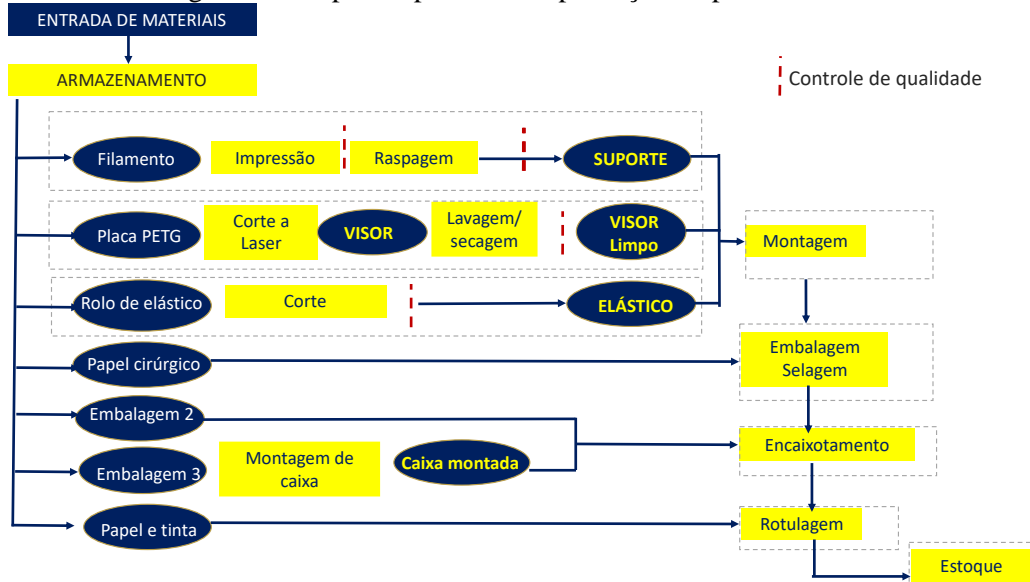 ENTRADA DE MATERIAIS
ARMAZENAMENTO
Controle de qualidade
Filamento
Impressão
Raspagem
SUPORTE
Placa PETG
Corte a
Laser
VISOR
Lavagem/
secagem
VISOR
Limpo
Montagem
Rolo de elástico
Corte
ELÁSTICO
Papel cirúrgico
Embalagem
Selagem
Embalagem 2
Encaixotamento
Embalagem 3
Montagem de
caixa
Caixa montada
Papel e tinta
Rotulagem
Estoque